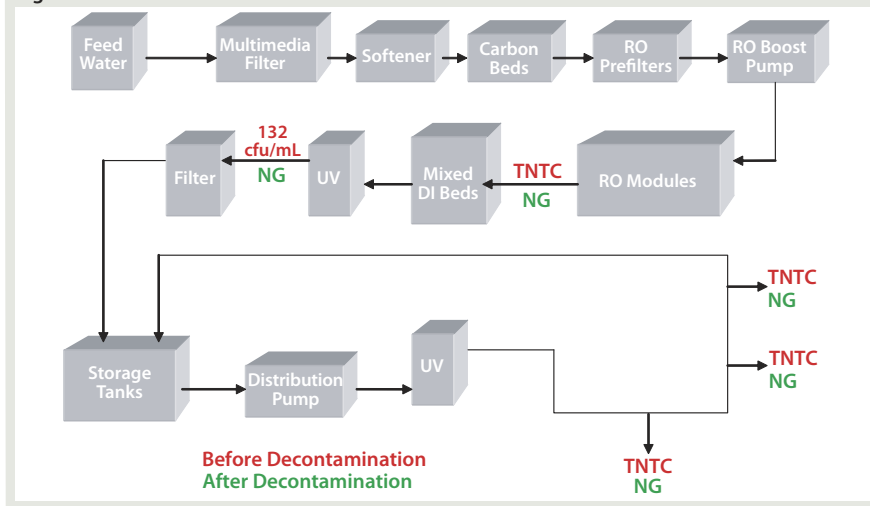 Feed
Water
Multimedia
Filter
Softener
Carbon
Beds
RO
Prefilters
RO Boost
Pump
132
cfu/mL
NG
Filter
UV
Mixed
DI Beds
TNTC
NG
RO Modules
TNTC
NG
Storage
Tanks
Distribution
Pump
UV
TNTC
NG
Before Decontamination
After Decontamination
TNTC
NG